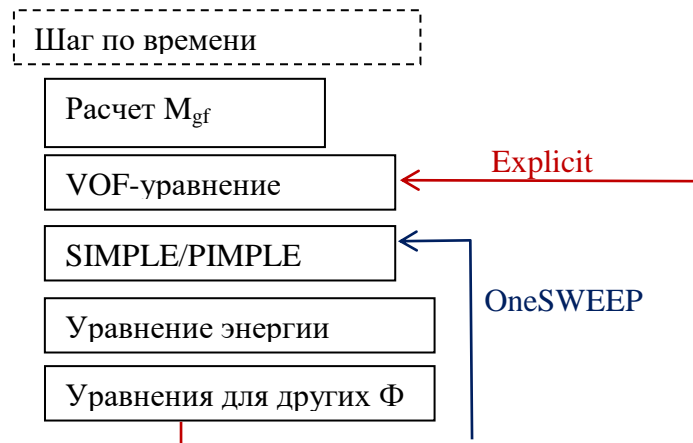 Шаг по времени
Расчет Mgf
Explicit
VOF-уравнение
SIMPLE/PIMPLE
OneSWEEP
Уравнение энергии
Уравнения для других Ф